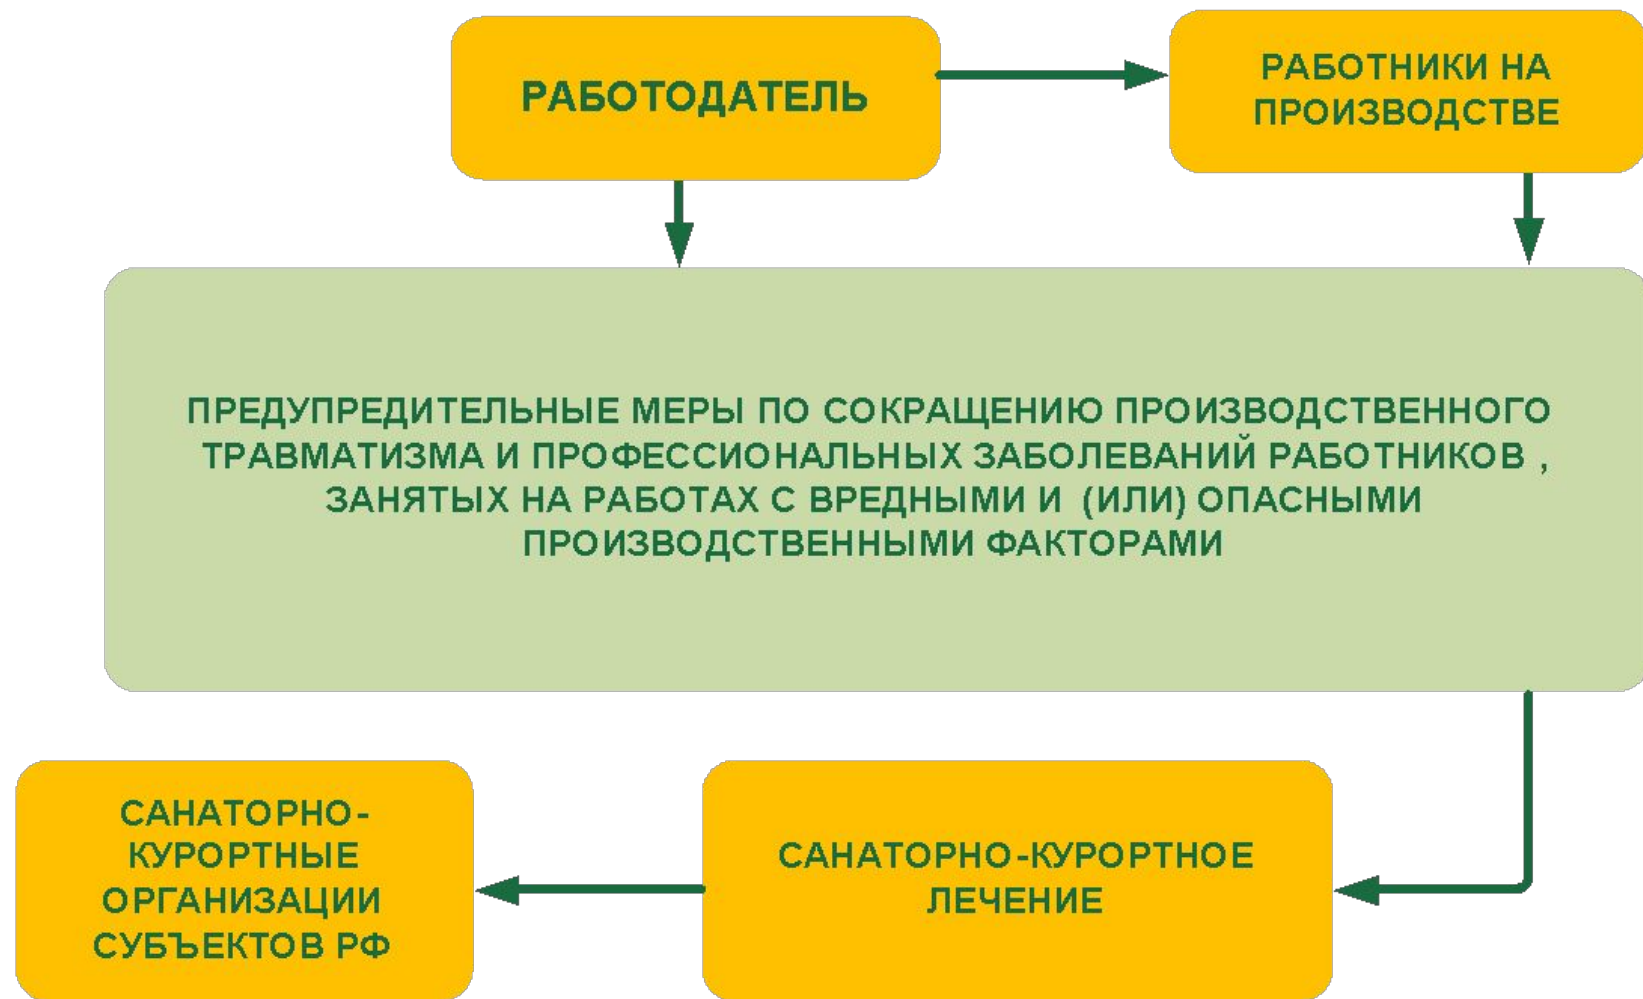 РАБОТОДАТЕЛЬ
РАБОТНИКИ НА
ПРОИЗВОДСТВЕ
ПРЕДУПРЕДИТЕЛЬНЫЕ МЕРЫ ПО СОКРАЩЕНИЮ ПРОИЗВОДСТВЕННОГО
ТРАВМАТИЗМА И ПРОФЕССИОНАЛЬНЫХ ЗАБОЛЕВАНИЙ РАБОТНИКОВ ,
ЗАНЯТЫХ НА РАБОТАХ С ВРЕДНЫМИ И (ИЛИ) ОПАСНЫМИ
ПРОИЗВОДСТВЕННЫМИ ФАКТОРАМИ
САНАТОРНО-
КУРОРТНЫЕ
ОРГАНИЗАЦИИ
СУБЪЕКТОВ РФ
САНАТОРНО-КУРОРТНОЕ
ЛЕЧЕНИЕ